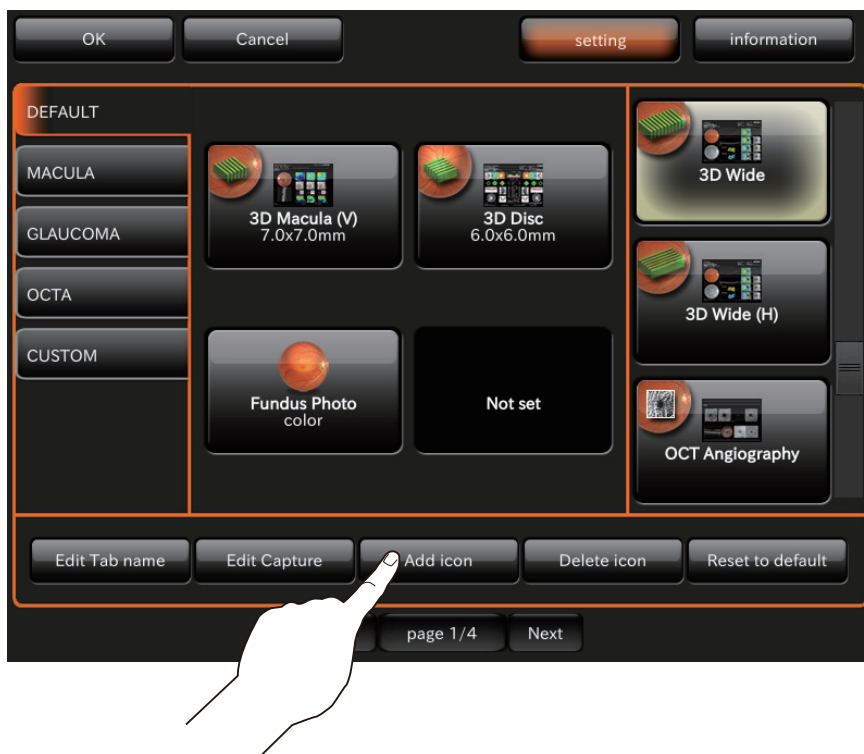 OK
Cancel
setting
information
DEFAULT
MACULA
GLAUCOMA
OCTA
CUSTOM
3D Macula (V)
7.0x7.0mm
3D Disc
6.0x6.0mm
Fundus Photo
color
Not set
3D Wide
3D Wide (H)
OCT Angiography
Edit Tab name
Edit Capture
Add icon
Delete icon
Reset to default
page 1/4
Next